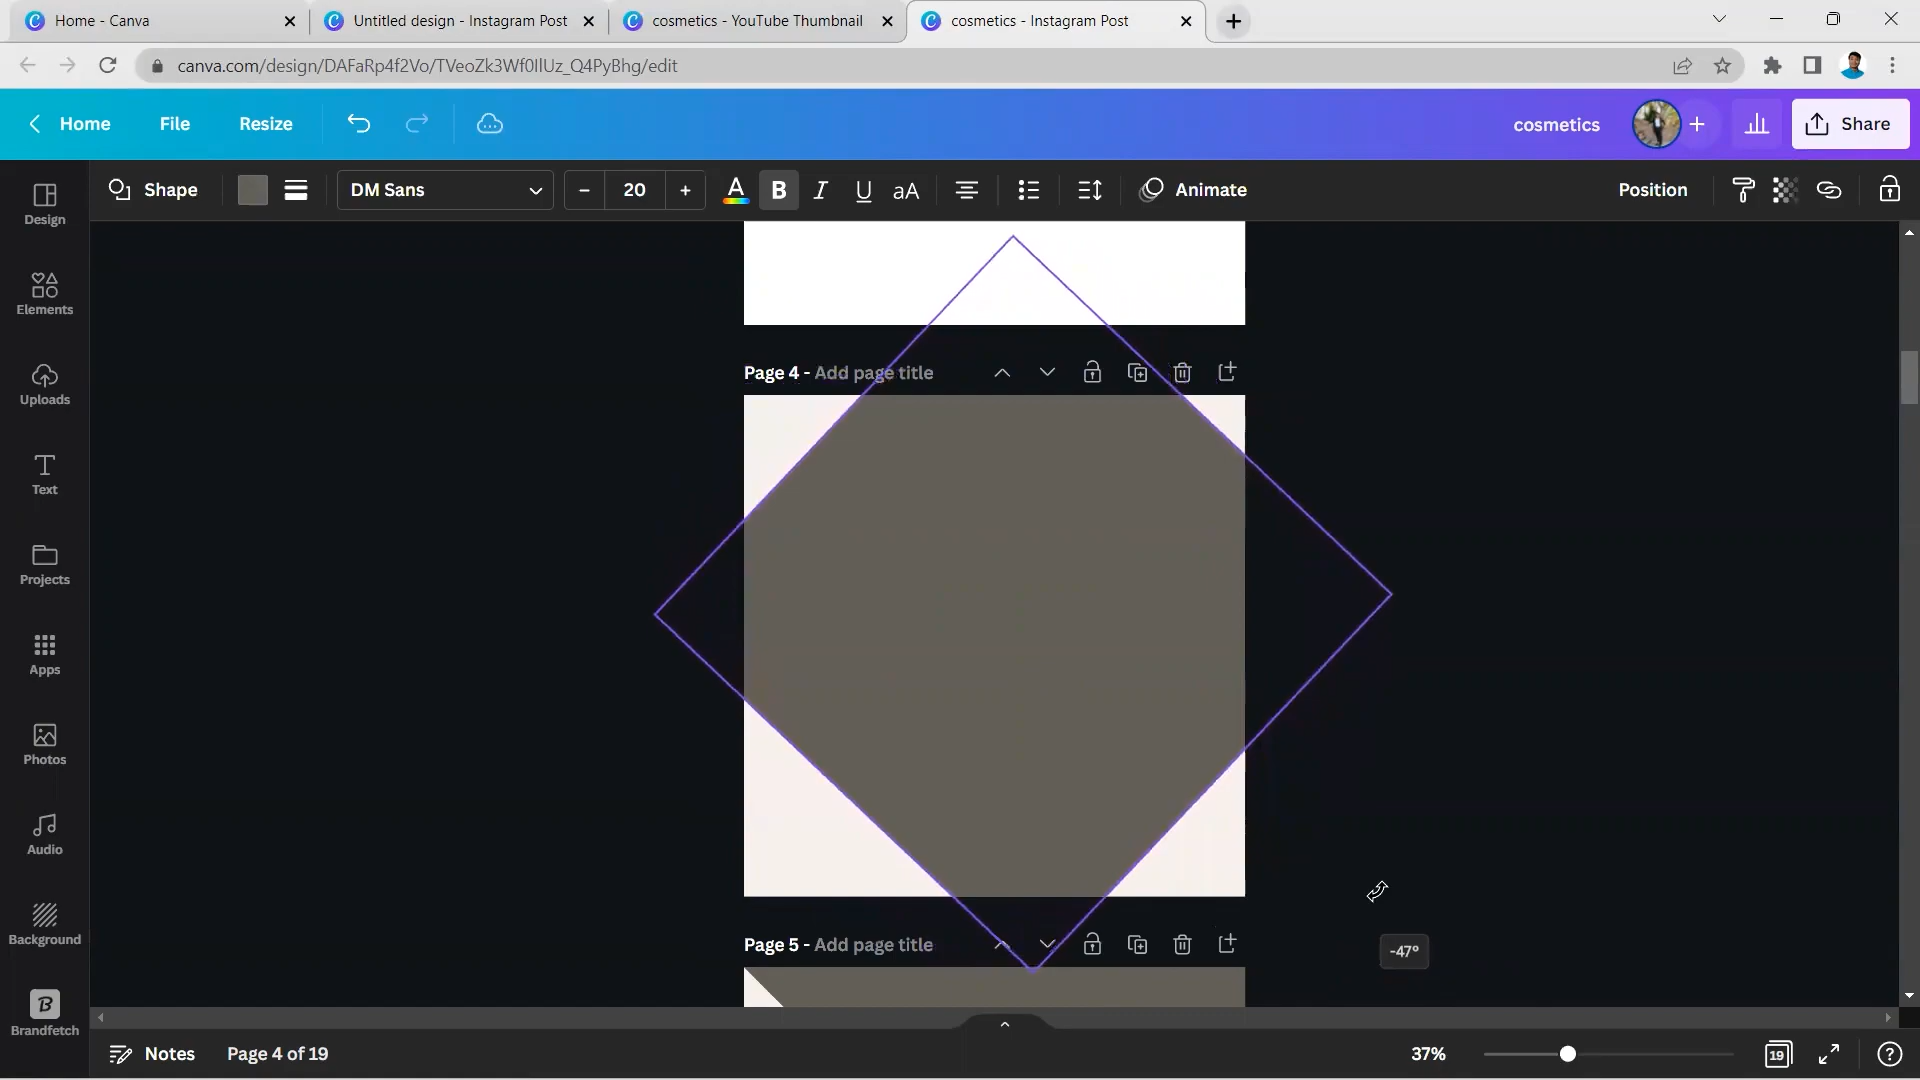 Home - Canva
Untitled design - Instagram Post
cosmetics - YouTube Thumbnail
cosmetics - Instagram Post
canva.com/design/DAFaRp4f2Vo/TVeoZk3Wf0IlUz_Q4PyBhg/edit
Home
File
Resize
cosmetics
Share
Shape
DM Sans
20
A
B
I
U
aA
Animate
Position
Design
Elements
Uploads
Text
Projects
Apps
Photos
Audio
Background
Brandfetch
Page 4 - Add page title
Page 5 - Add page title
-47°
Notes
Page 4 of 19
37%
19